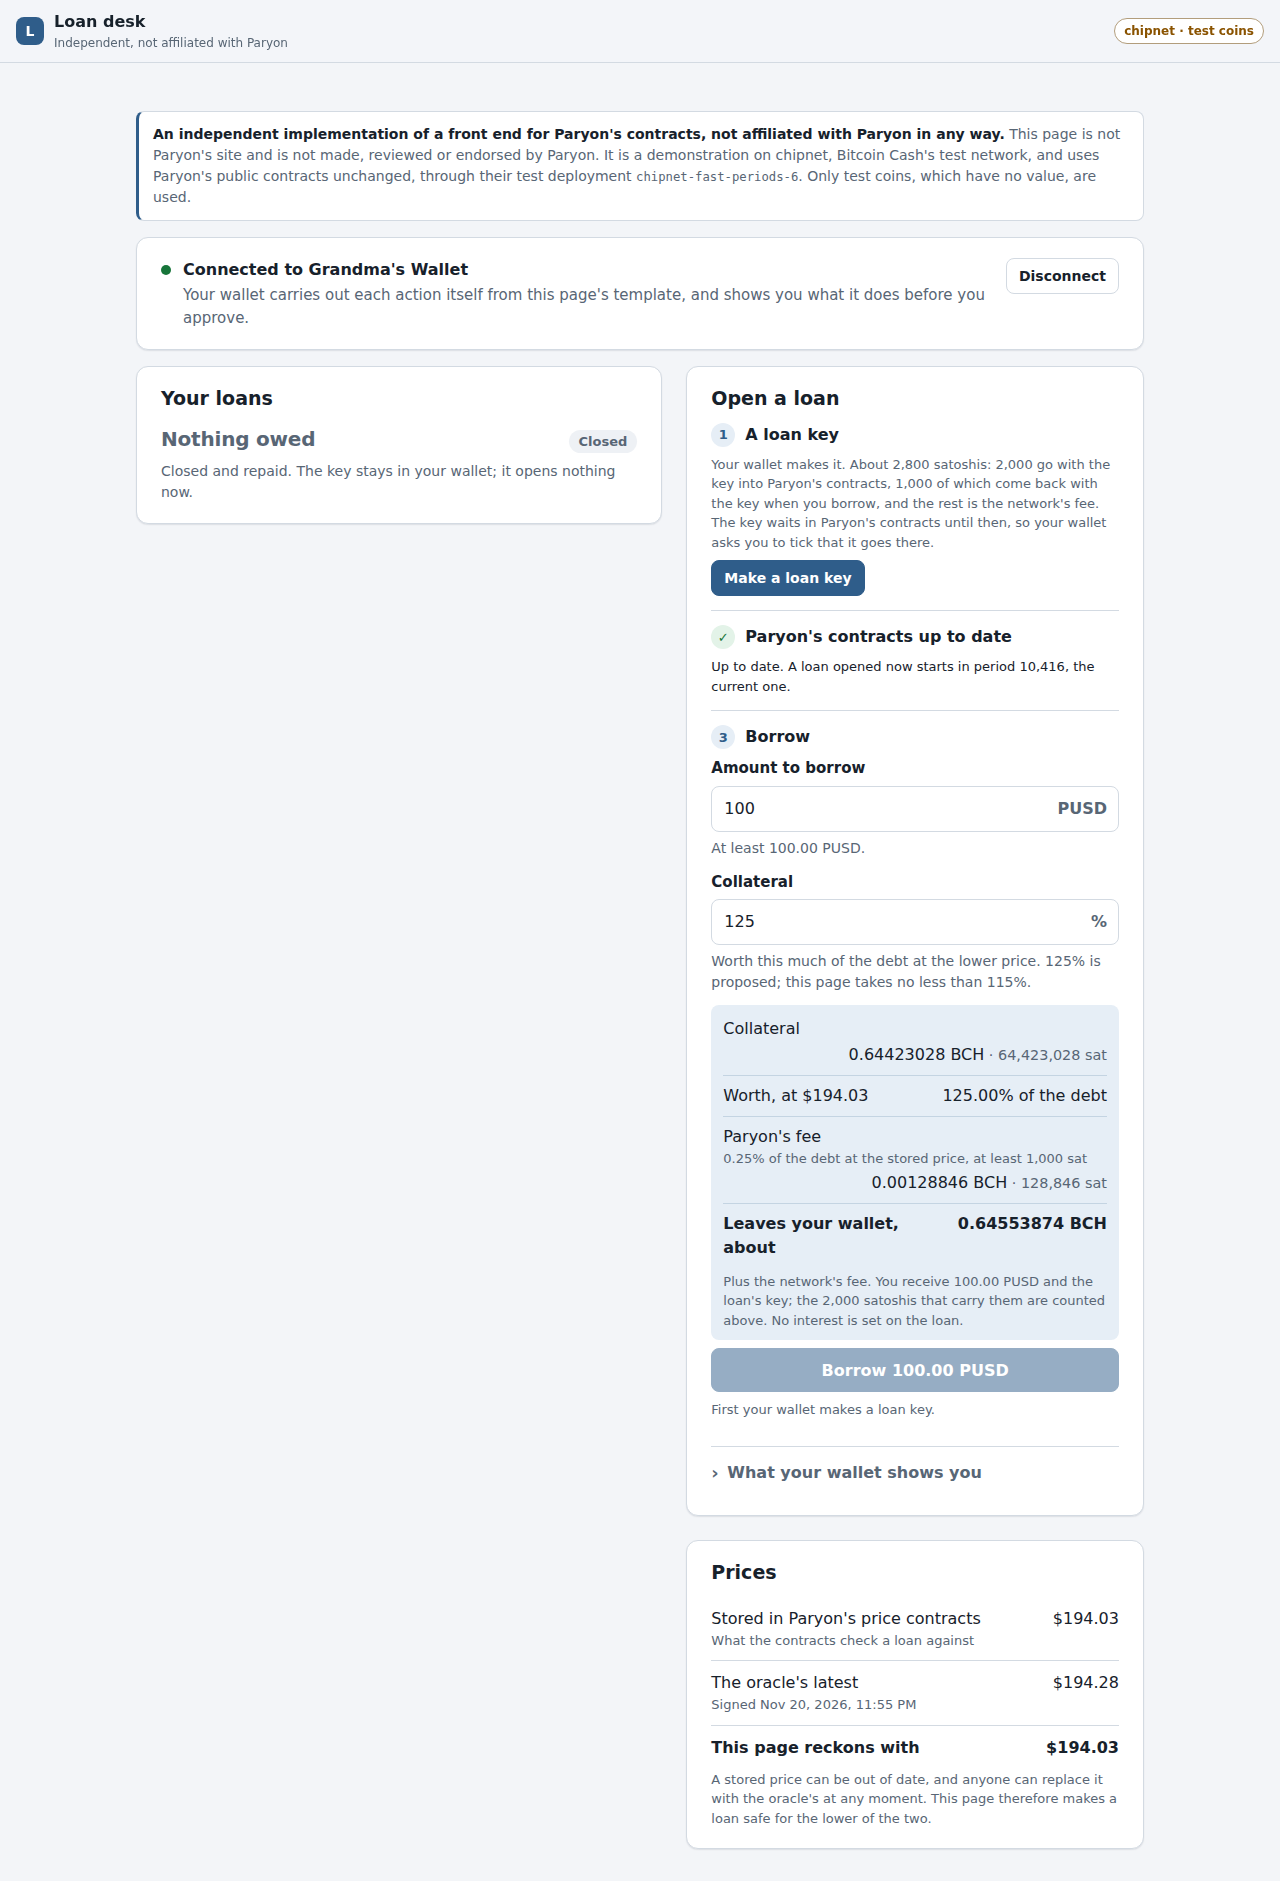 L
Loan desk
Independent, not affiliated with Paryon
chipnet · test coins
An independent implementation of a front end for Paryon's contracts, not affiliated with Paryon in any way. This page is not
Paryon's site and is not made, reviewed or endorsed by Paryon. It is a demonstration on chipnet, Bitcoin Cash's test network, and uses
Paryon's public contracts unchanged, through their test deployment chipnet-fast-periods-6. Only test coins, which have no value, are
used.
Connected to Grandma's Wallet
Your wallet carries out each action itself from this page's template, and shows you what it does before you
approve.
Disconnect
Your loans
Nothing owed
Closed
Closed and repaid. The key stays in your wallet; it opens nothing
now.
Open a loan
1 A loan key
Your wallet makes it. About 2,800 satoshis: 2,000 go with the
key into Paryon's contracts, 1,000 of which come back with
the key when you borrow, and the rest is the network's fee.
The key waits in Paryon's contracts until then, so your wallet
asks you to tick that it goes there.
Make a loan key
✓ Paryon's contracts up to date
Up to date. A loan opened now starts in period 10,416, the
current one.
3 Borrow
Amount to borrow
100 PUSD
At least 100.00 PUSD.
Collateral
125 %
Worth this much of the debt at the lower price. 125% is
proposed; this page takes no less than 115%.
Collateral
0.64423028 BCH · 64,423,028 sat
Worth, at $194.03 125.00% of the debt
Paryon's fee
0.25% of the debt at the stored price, at least 1,000 sat
0.00128846 BCH · 128,846 sat
Leaves your wallet, 0.64553874 BCH
about
Plus the network's fee. You receive 100.00 PUSD and the
loan's key; the 2,000 satoshis that carry them are counted
above. No interest is set on the loan.
Borrow 100.00 PUSD
First your wallet makes a loan key.
› What your wallet shows you
Prices
Stored in Paryon's price contracts $194.03
What the contracts check a loan against
The oracle's latest $194.28
Signed Nov 20, 2026, 11:55 PM
This page reckons with $194.03
A stored price can be out of date, and anyone can replace it
with the oracle's at any moment. This page therefore makes a
loan safe for the lower of the two.